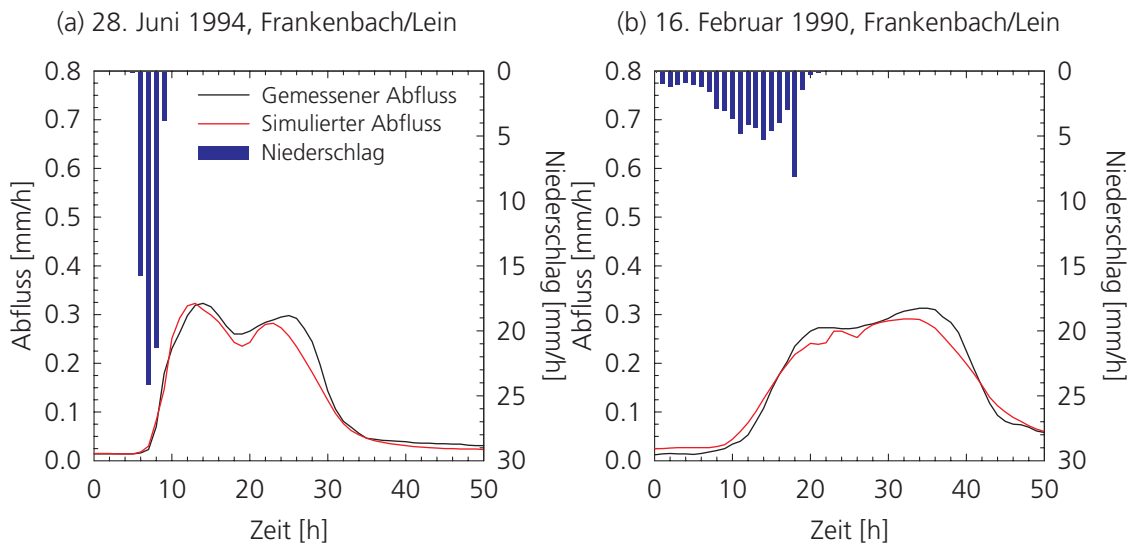 (a) 28. Juni 1994, Frankenbach/Lein
0.8
0.7
0.6
0.5
0.4
0.3
0.2
0.1
0.0
Abfluss [mm/h]
Gemessener Abfluss
Simulierter Abfluss
Niederschlag
0
5
10
15
20
25
30
Niederschlag [mm/h]
0 10 20 30 40 50
Zeit [h]
(b) 16. Februar 1990, Frankenbach/Lein
0.8
0.7
0.6
0.5
0.4
0.3
0.2
0.1
0.0
Abfluss [mm/h]
0
5
10
15
20
25
30
Niederschlag [mm/h]
0 10 20 30 40 50
Zeit [h]